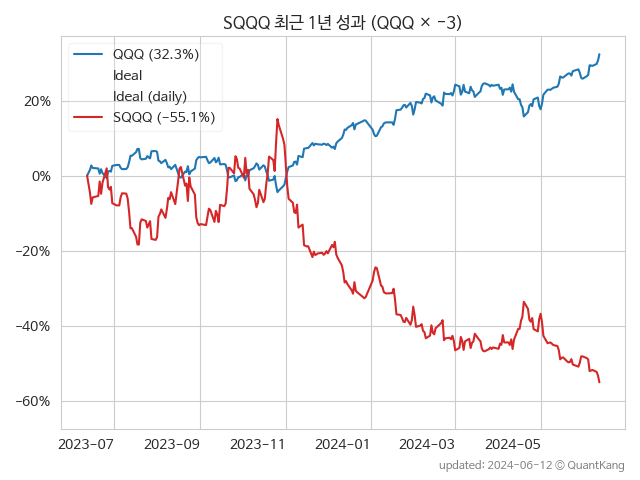 SQQQ 최근 1년 성과 (QQQ × −3)
QQQ (32.3%)
Ideal
Ideal (daily)
SQQQ (−55.1%)
20%
0%
−20%
−40%
−60%
2023−07 2023−09 2023−11 2024−01 2024−03 2024−05
updated: 2024−06−12 © QuantKang